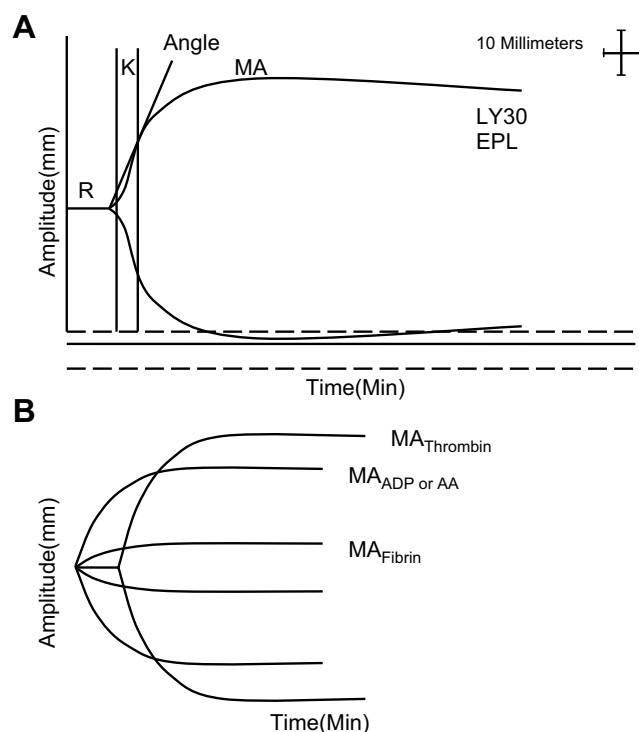 A
Angle
10 Millimeters
K
MA
LY30
EPL
R
Amplitude(mm)
Time(Min)
B
MAThrombin
MAADP or AA
MAFibrin
Amplitude(mm)
Time(Min)